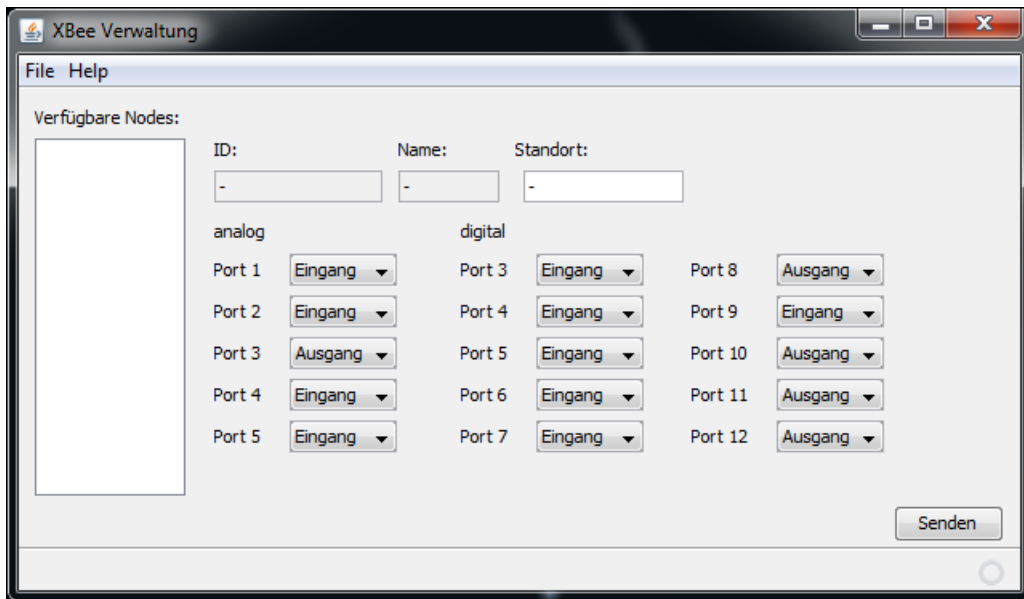 XBee Verwaltung
File Help
Verfügbare Nodes:
ID: Name: Standort:
- - -
analog digital
Port 1 Eingang Port 3 Eingang Port 8 Ausgang
Port 2 Eingang Port 4 Eingang Port 9 Eingang
Port 3 Ausgang Port 5 Eingang Port 10 Ausgang
Port 4 Eingang Port 6 Eingang Port 11 Ausgang
Port 5 Eingang Port 7 Eingang Port 12 Ausgang
Senden